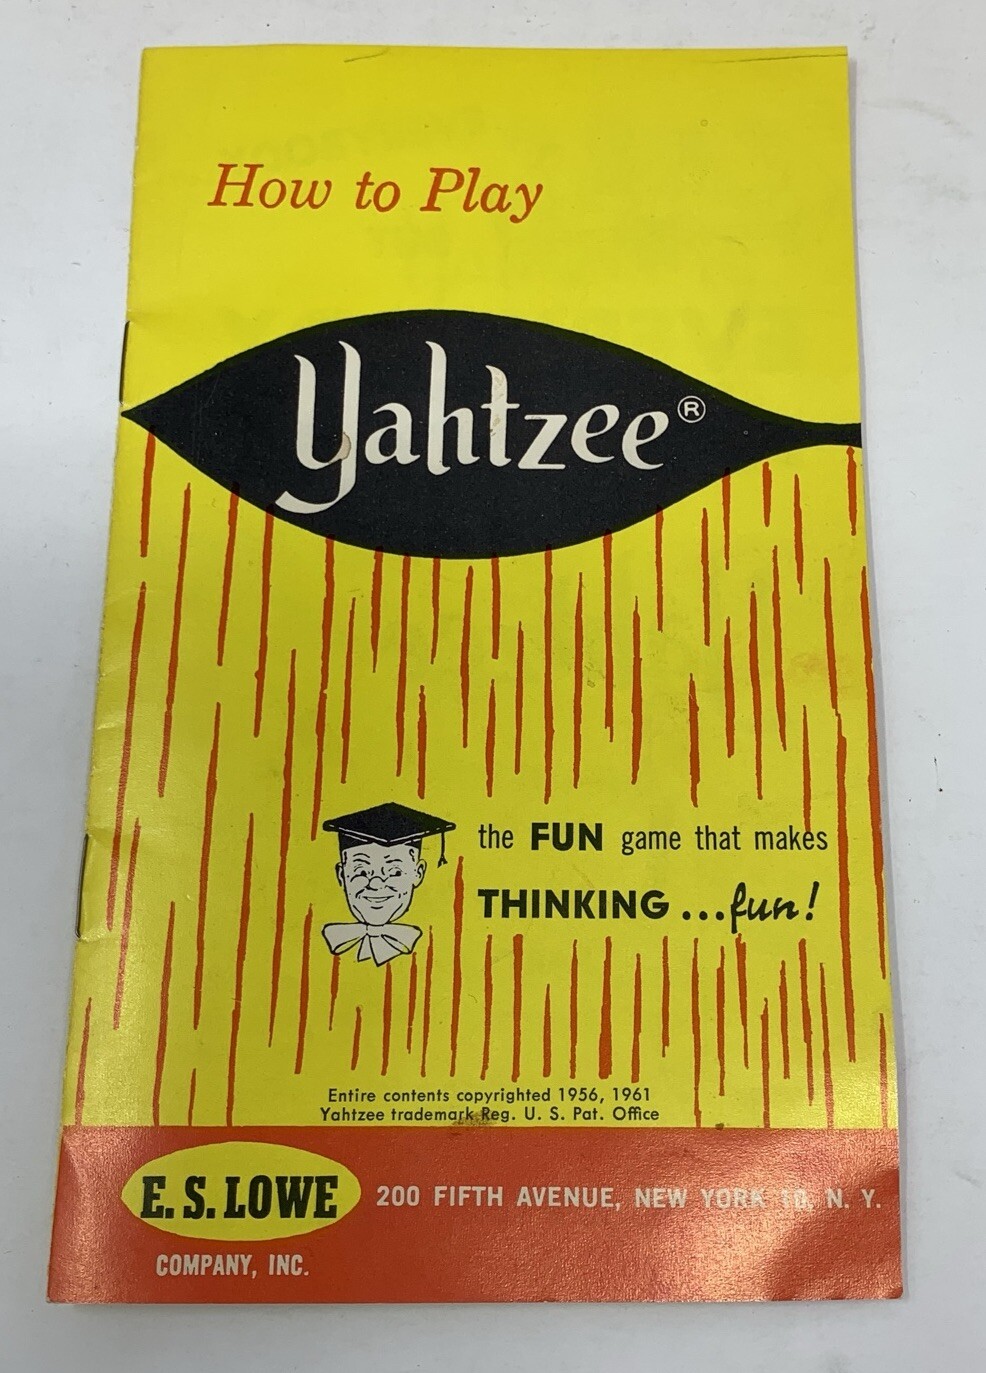 How to Play
Yahtzee®
the FUN game that makes
THINKING ...fun!
Entire contents copyrighted 1956, 1961
Yahtzee trademark Reg. U. S. Pat. Office
E. S. LOWE
COMPANY, INC.
200 FIFTH AVENUE, NEW YORK 10, N. Y.